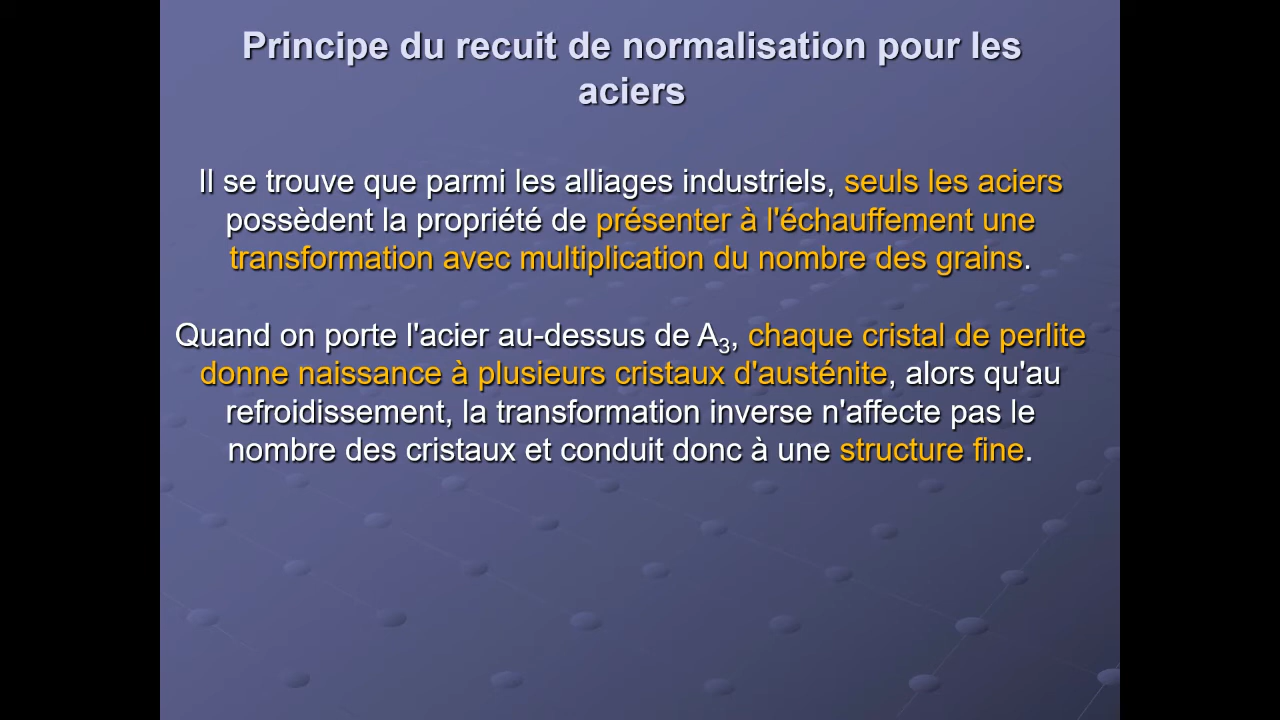 Principe du recuit de normalisation pour les
aciers
Il se trouve que parmi les alliages industriels, seuls les aciers
possèdent la propriété de présenter à l'échauffement une
transformation avec multiplication du nombre des grains.
Quand on porte l'acier au-dessus de A₃, chaque cristal de perlite
donne naissance à plusieurs cristaux d'austénite, alors qu'au
refroidissement, la transformation inverse n'affecte pas le
nombre des cristaux et conduit donc à une structure fine.